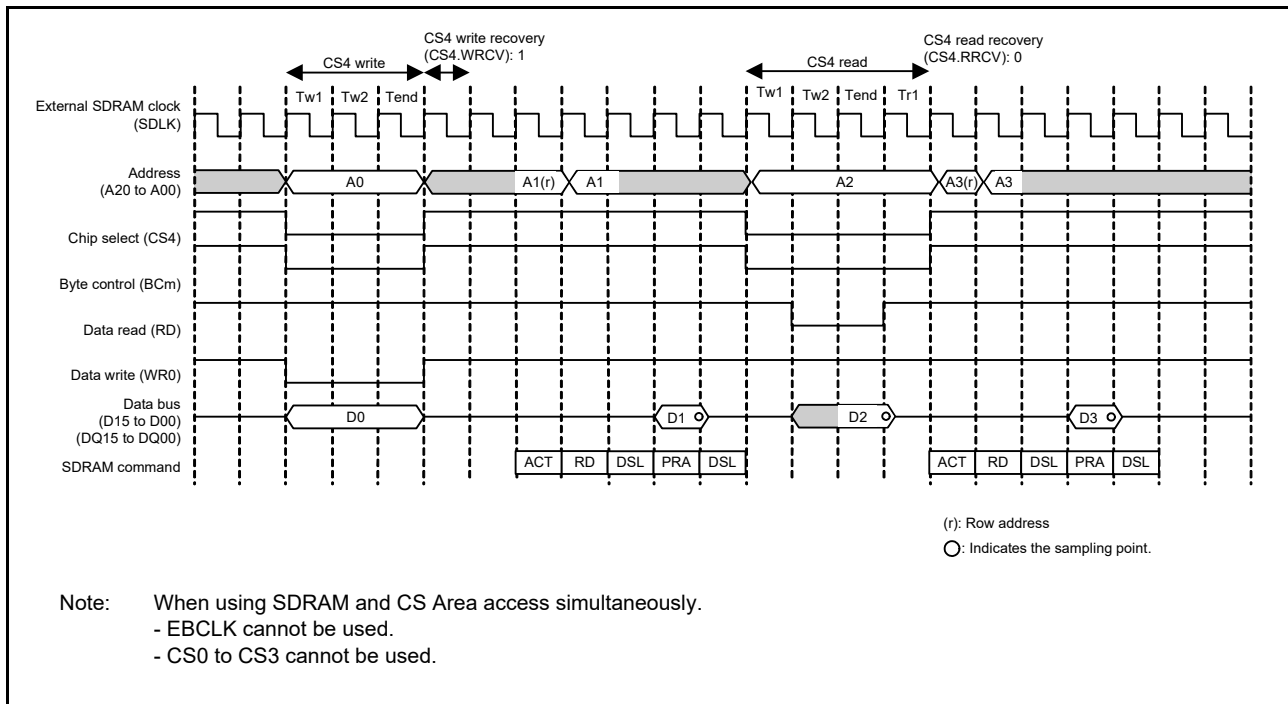 CS4 write
CS4 write recovery
(CS4.WRCV): 1
CS4 read
CS4 read recovery
(CS4.RRCV): 0
Tw1 Tw2 Tend Tw1 Tw2 Tend Tr1
External SDRAM clock
(SDLK)
Address
(A20 to A00)
A0 A1(r) A1 A2 A3(r) A3
Chip select (CS4)
Byte control (BCm)
Data read (RD)
Data write (WR0)
Data bus
(D15 to D00)
(DQ15 to DQ00)
D0 D1 D2 D3
SDRAM command
ACT RD DSL PRA DSL ACT RD DSL PRA DSL
(r): Row address
: Indicates the sampling point.
Note: When using SDRAM and CS Area access simultaneously.
- EBCLK cannot be used.
- CS0 to CS3 cannot be used.